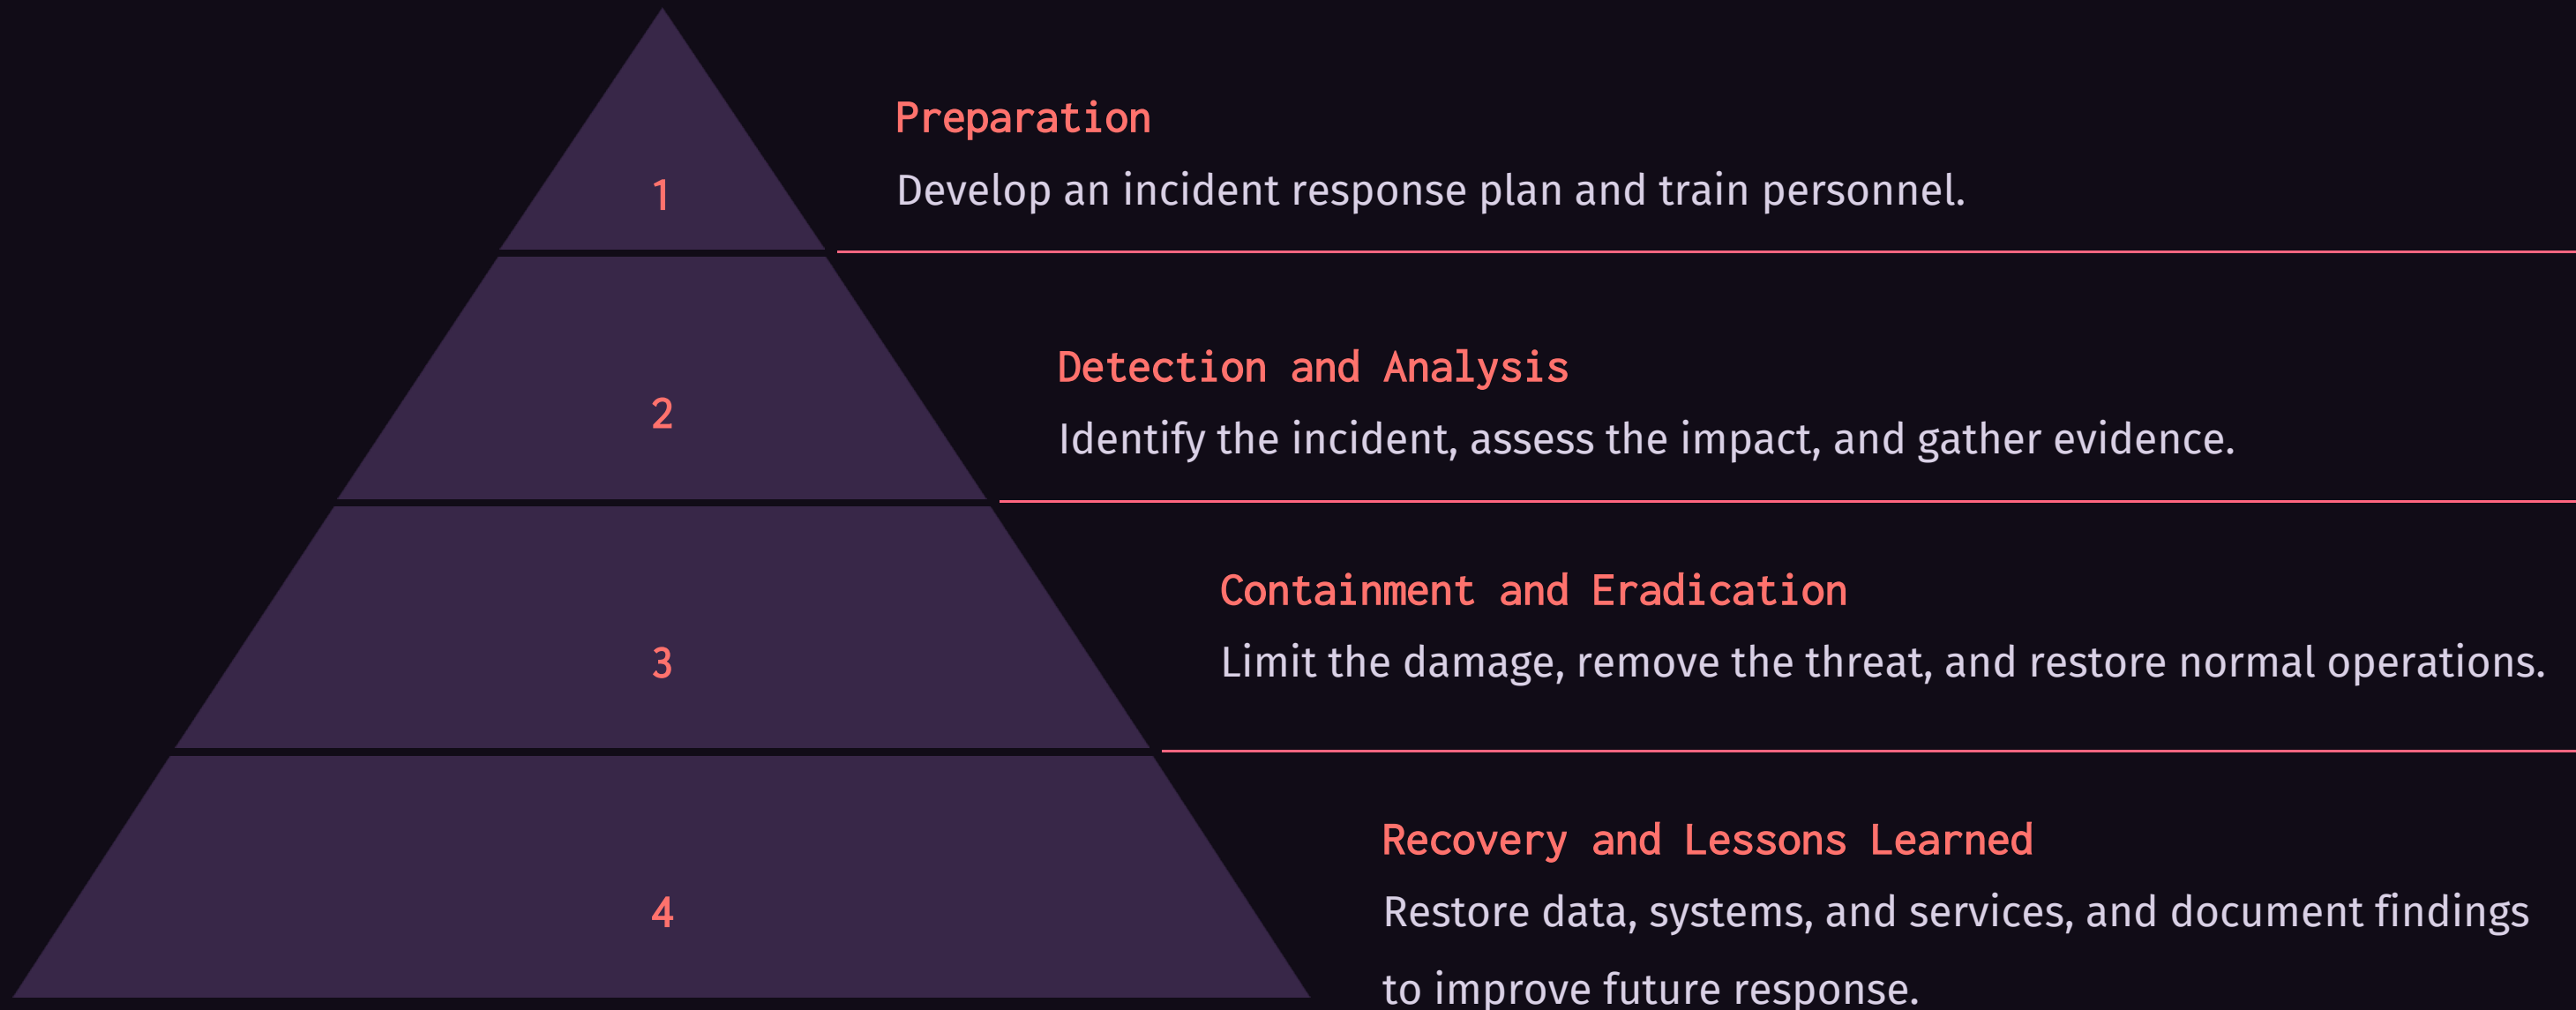 Preparation
1
Develop an incident response plan and train personnel.
Detection and Analysis
2
Identify the incident, assess the impact, and gather evidence.
Containment and Eradication
3
Limit the damage, remove the threat, and restore normal operations.
Recovery and Lessons Learned
4
Restore data, systems, and services, and document findings
to improve future response.